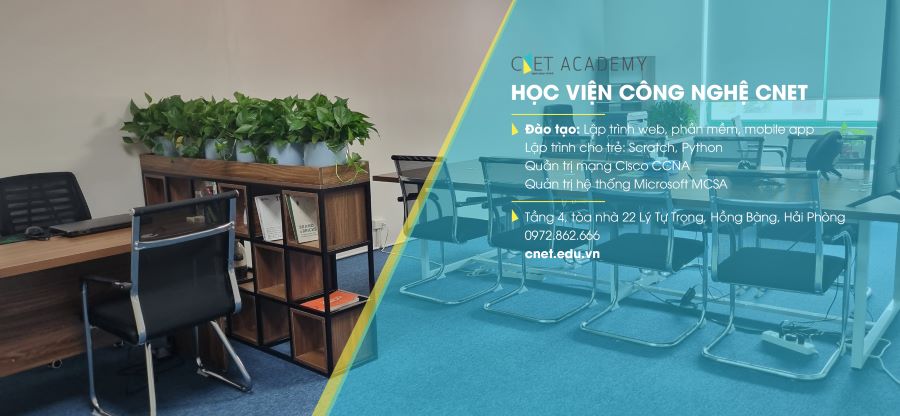 CNET ACADEMY
HỌC VIỆN CÔNG NGHỆ CNET
Đào tạo: Lập trình web, phần mềm, mobile app
Lập trình cho trẻ: Scratch, Python
Quản trị mạng Cisco CCNA
Quản trị hệ thống Microsoft MCSA
Tầng 4, tòa nhà 22 Lý Tự Trọng, Hồng Bàng, Hải Phòng
0972.862.666
cnet.edu.vn